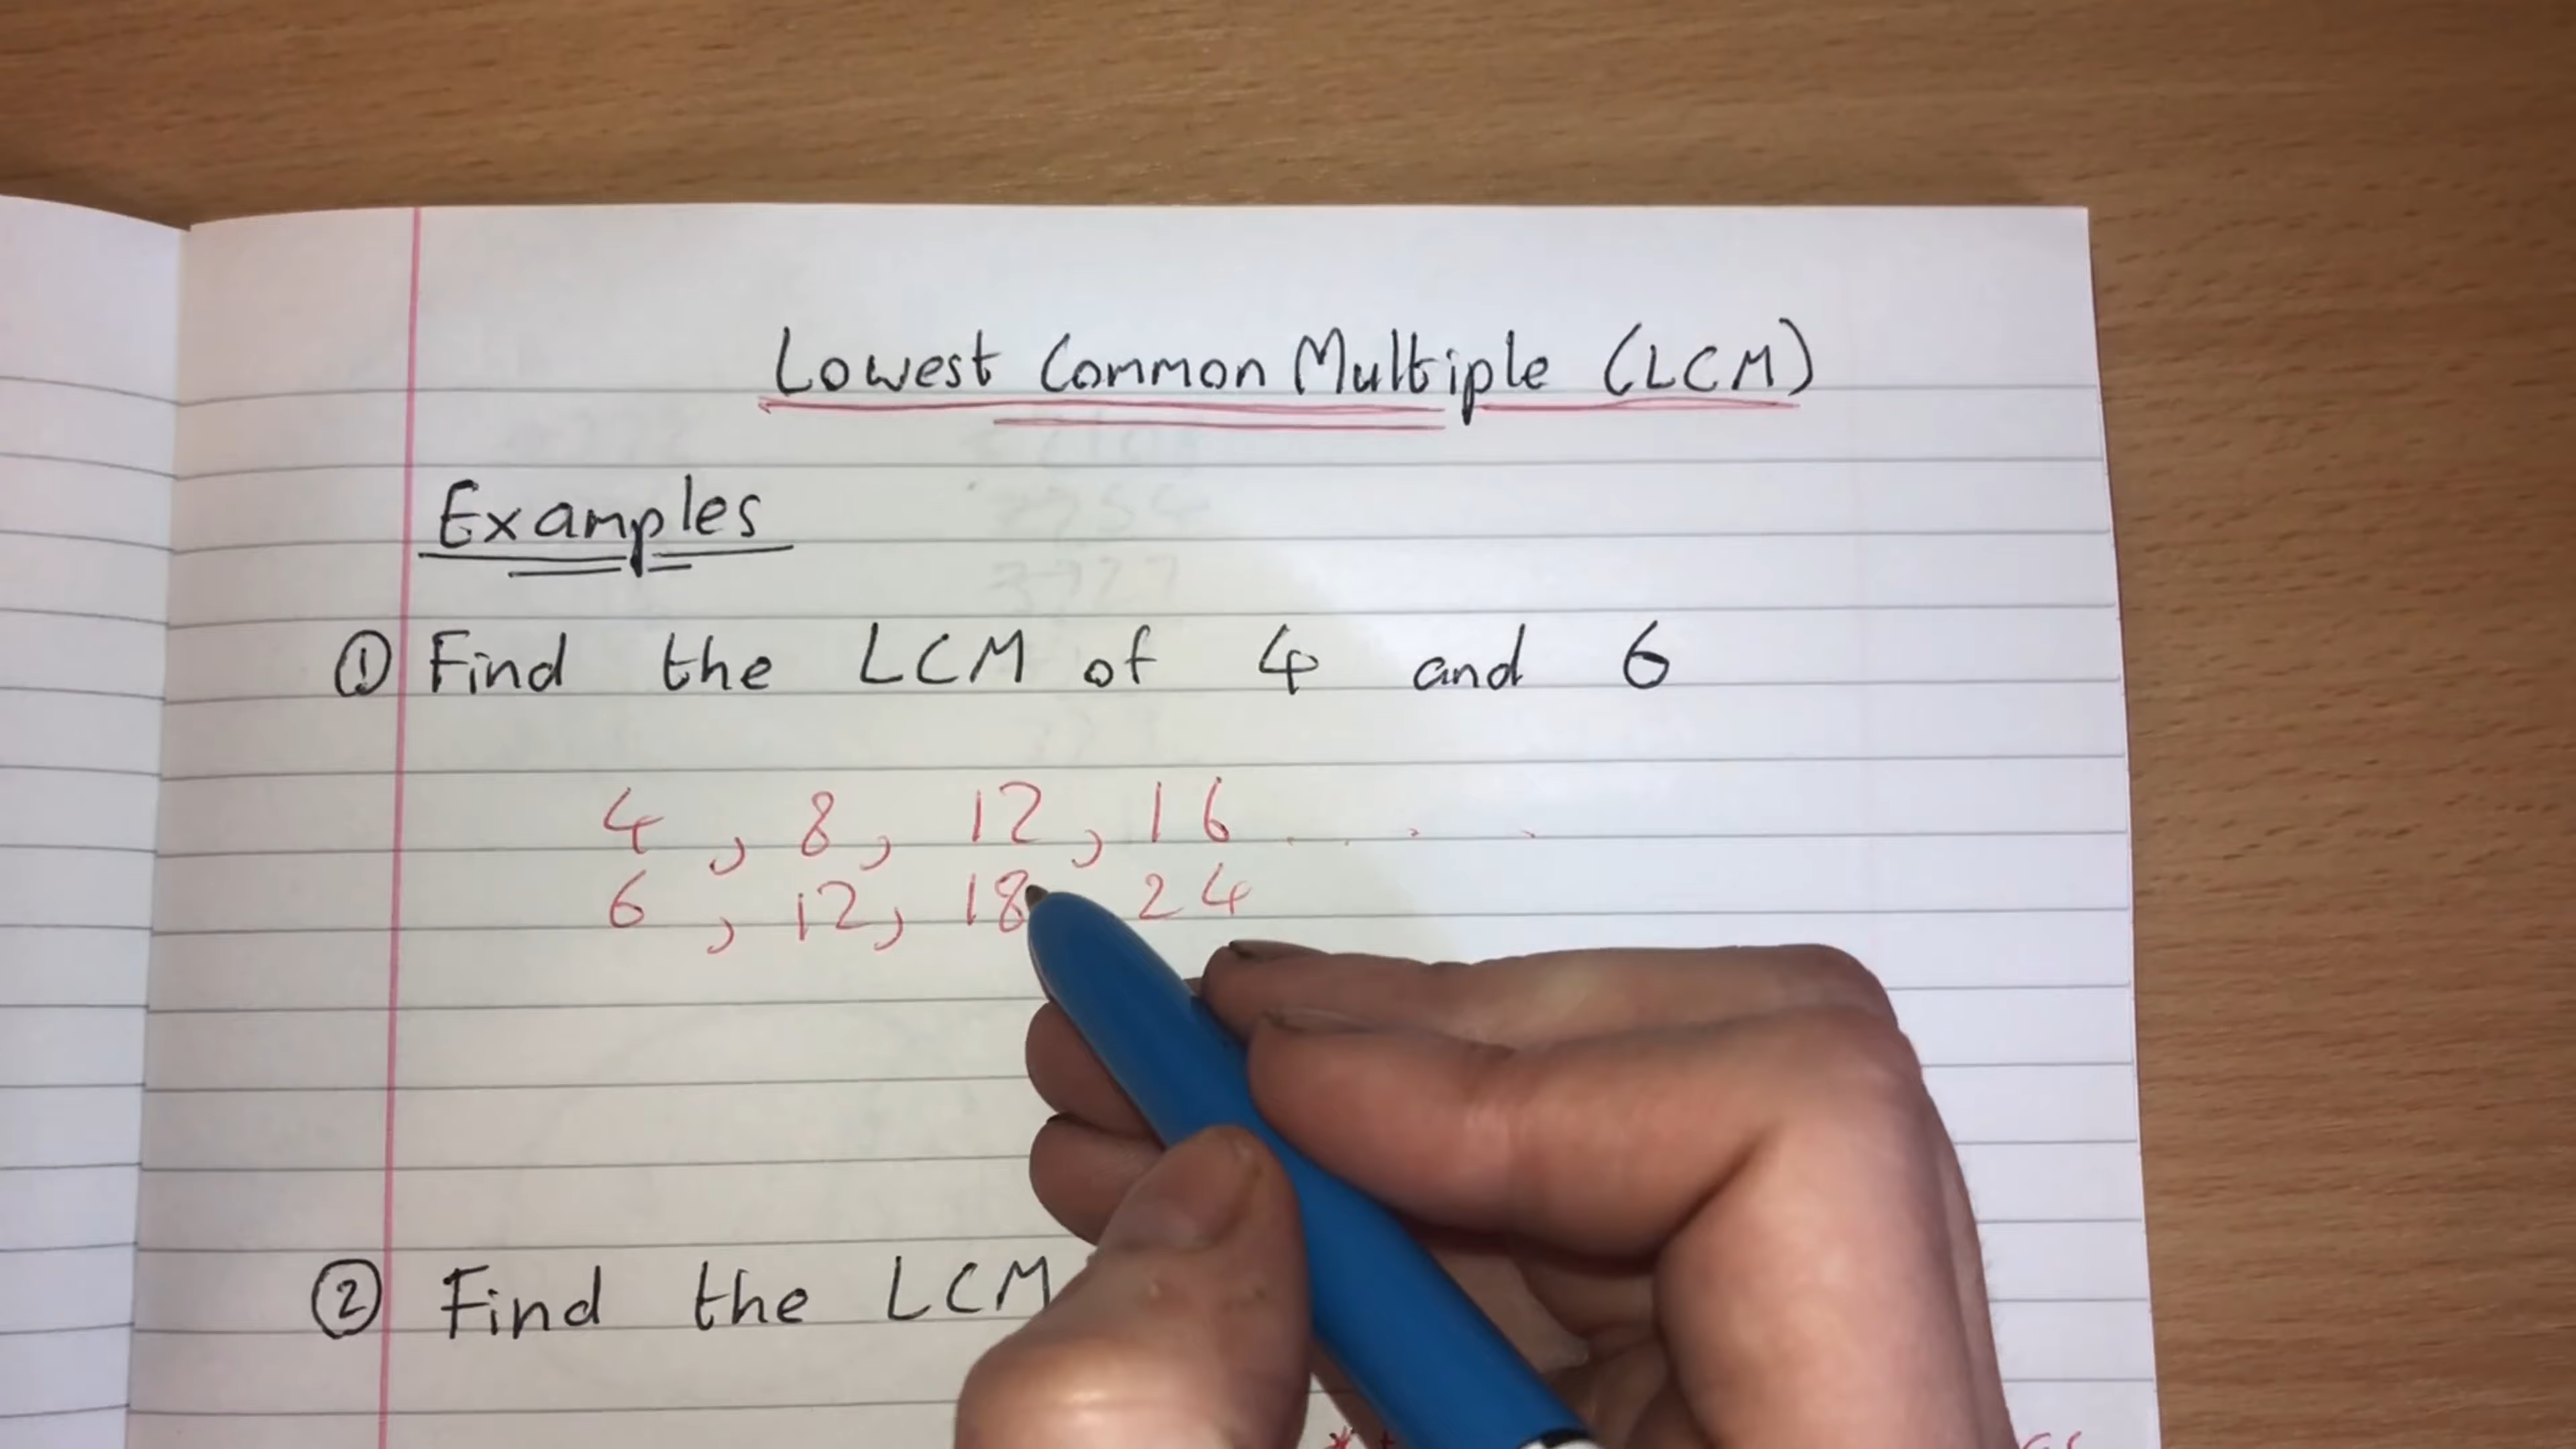 Lowest Common Multiple (LCM)
Examples
① Find the LCM of 4 and 6
4, 8, 12, 16 . . . .
6, 12, 18 24
② Find the LCM